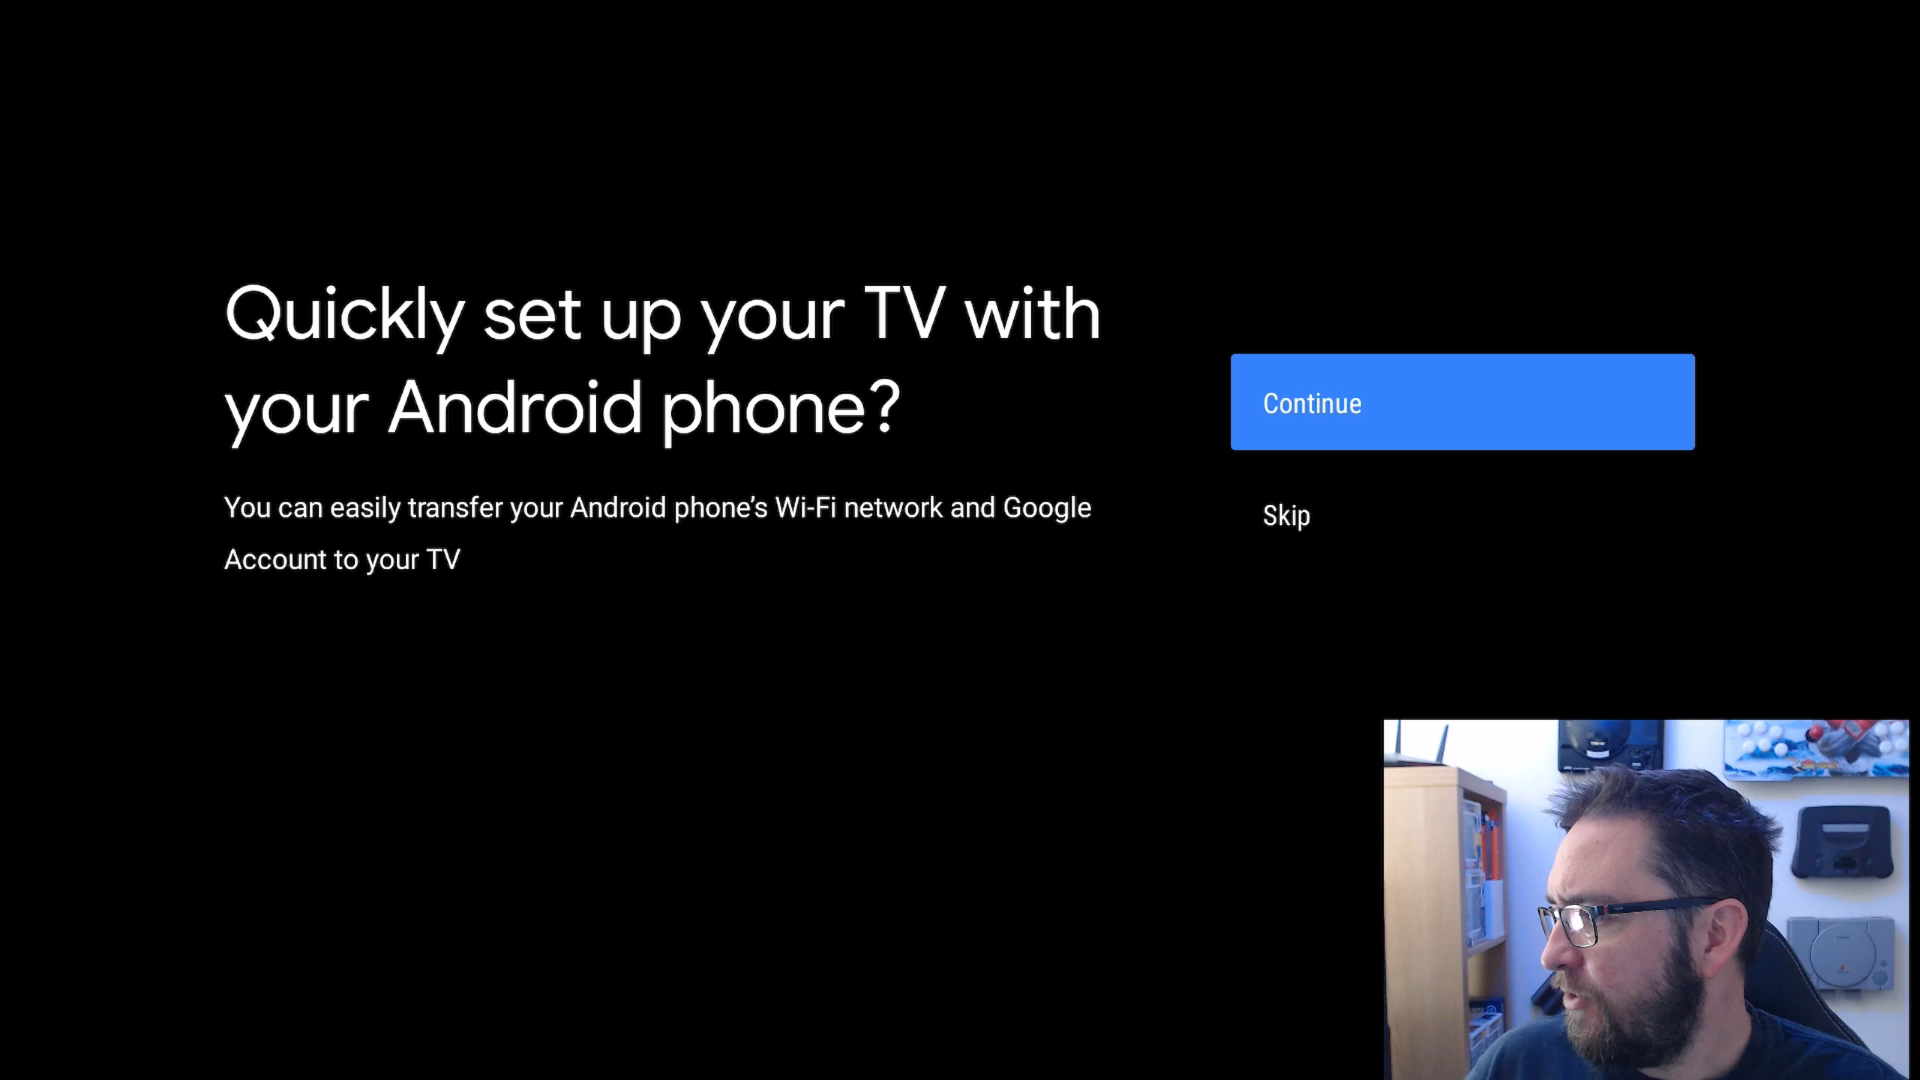 Quickly set up your TV with
your Android phone?
You can easily transfer your Android phone’s Wi-Fi network and Google
Account to your TV
Continue
Skip